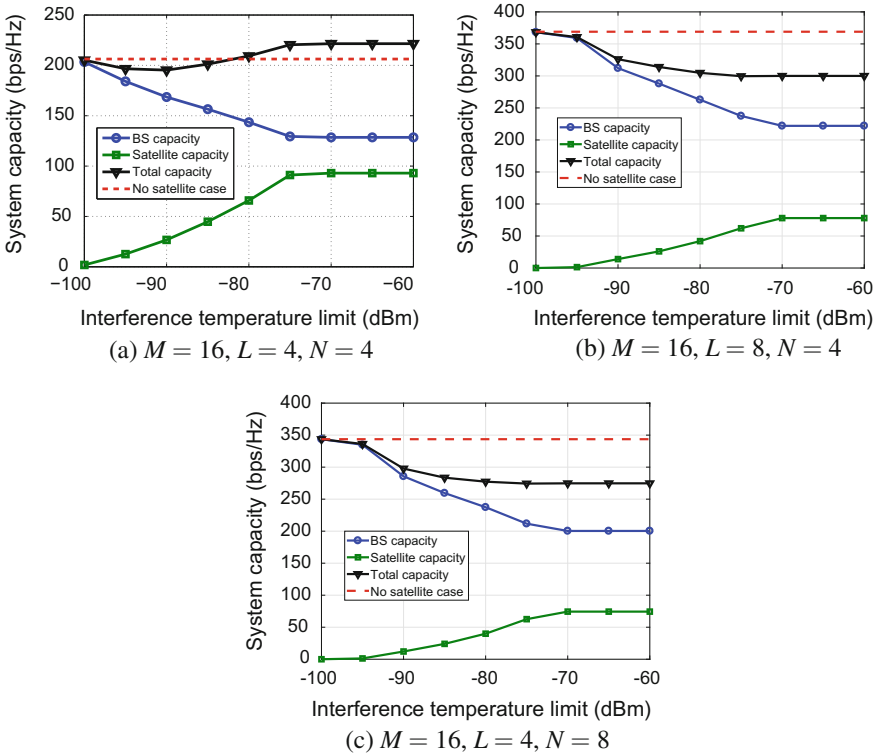 250
200
150
100
50
0
System capacity (bps/Hz)
BS capacity
Satellite capacity
Total capacity
No satellite case
-100 -90 -80 -70 -60
Interference temperature limit (dBm)
(a) M = 16, L = 4, N = 4
400
350
300
250
200
150
100
50
0
System capacity (bps/Hz)
BS capacity
Satellite capacity
Total capacity
No satellite case
-100 -90 -80 -70 -60
Interference temperature limit (dBm)
(b) M = 16, L = 8, N = 4
400
350
300
250
200
150
100
50
0
System capacity (bps/Hz)
BS capacity
Satellite capacity
Total capacity
No satellite case
-100 -90 -80 -70 -60
Interference temperature limit (dBm)
(c) M = 16, L = 4, N = 8